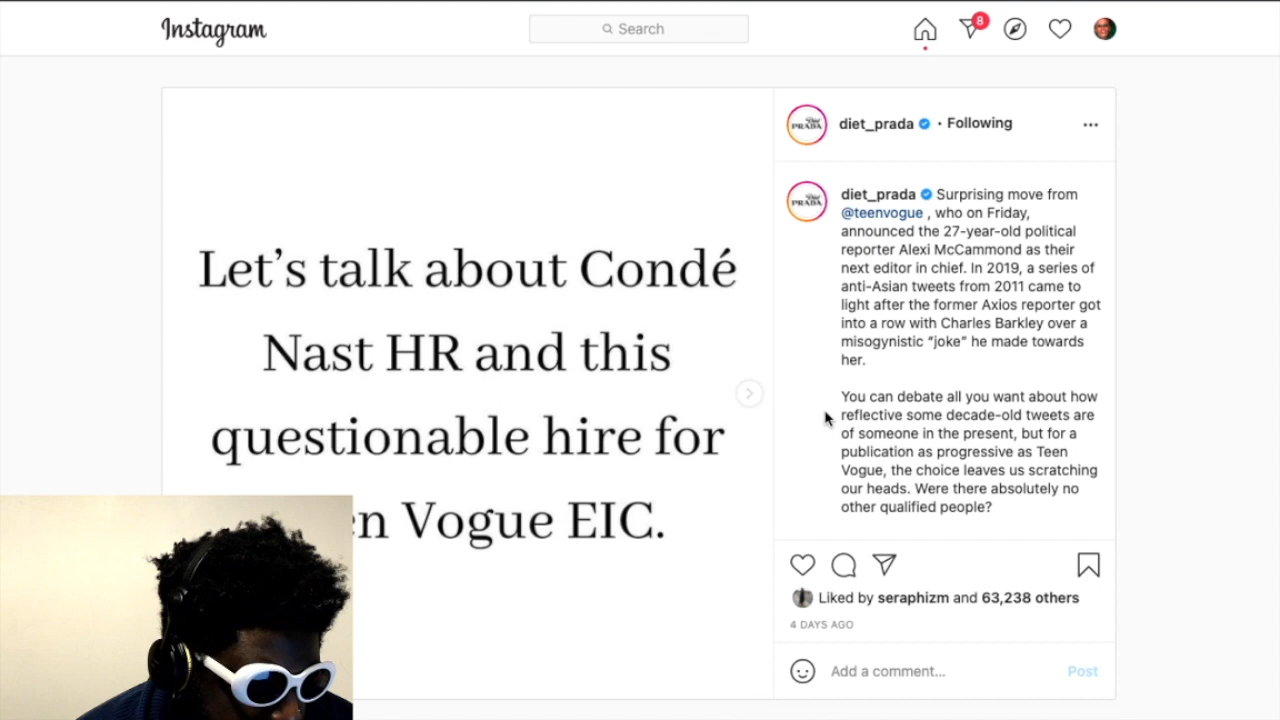 Instagram
Search
8
Let's talk about Condé
Nast HR and this
questionable hire for
en Vogue EIC.
diet_prada • Following
diet_prada Surprising move from
@teenvogue , who on Friday,
announced the 27-year-old political
reporter Alexi McCammond as their
next editor in chief. In 2019, a series of
anti-Asian tweets from 2011 came to
light after the former Axios reporter got
into a row with Charles Barkley over a
misogynistic “joke” he made towards
her.
You can debate all you want about how
reflective some decade-old tweets are
of someone in the present, but for a
publication as progressive as Teen
Vogue, the choice leaves us scratching
our heads. Were there absolutely no
other qualified people?
Liked by seraphizm and 63,238 others
4 DAYS AGO
Add a comment...
Post